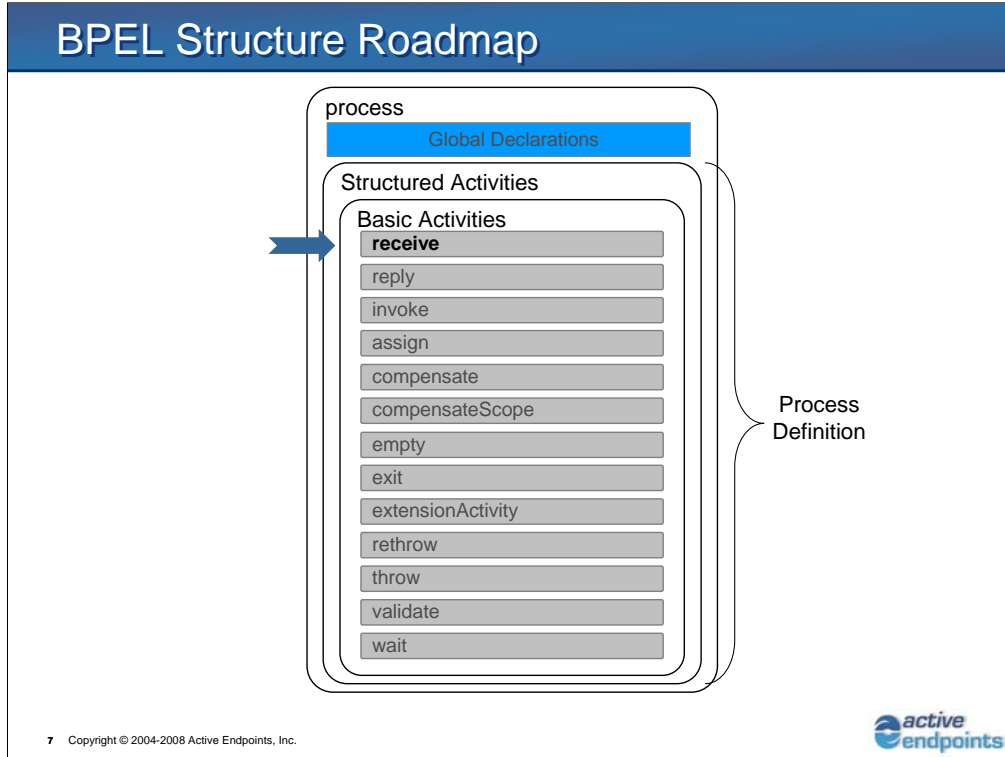 BPEL Structure Roadmap
process
Global Declarations
Structured Activities
Basic Activities
receive
reply
invoke
assign
compensate
compensateScope
empty
exit
extensionActivity
rethrow
throw
validate
wait
Process
Definition
7 Copyright © 2004-2008 Active Endpoints, Inc.
active
endpoints